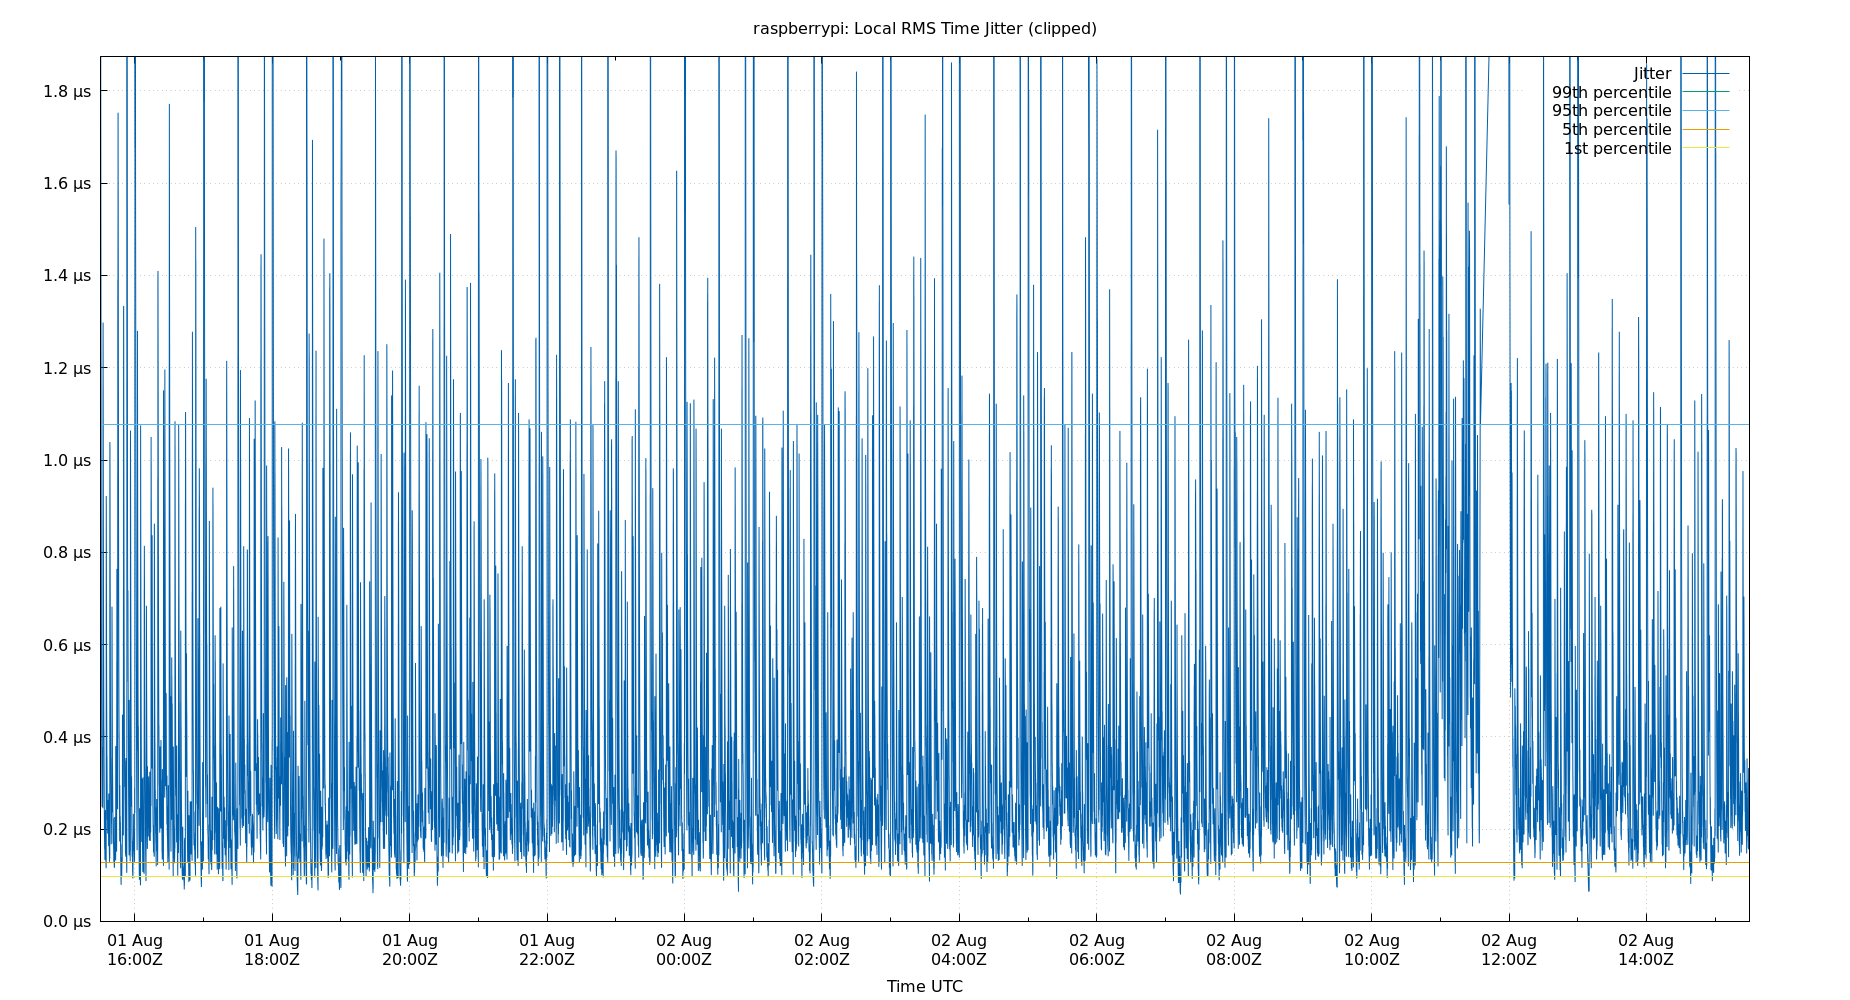 raspberrypi: Local RMS Time Jitter (clipped)
1.8 µs
1.6 µs
1.4 µs
1.2 µs
1.0 µs
0.8 µs
0.6 µs
0.4 µs
0.2 µs
0.0 µs
Jitter
99th percentile
95th percentile
5th percentile
1st percentile
01 Aug 01 Aug 01 Aug 01 Aug 02 Aug 02 Aug 02 Aug 02 Aug 02 Aug 02 Aug 02 Aug 02 Aug
16:00Z 18:00Z 20:00Z 22:00Z 00:00Z 02:00Z 04:00Z 06:00Z 08:00Z 10:00Z 12:00Z 14:00Z
Time UTC